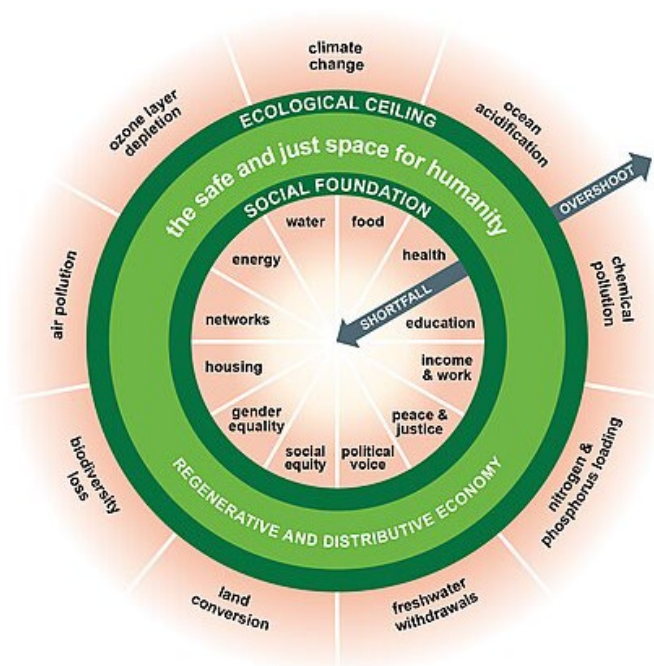 climate
change
ocean
acidification
chemical
pollution
nitrogen &
phosphorus loading
freshwater
withdrawals
land
conversion
biodiversity
loss
air pollution
ozone layer
depletion
OVERSHOOT
ECOLOGICAL CEILING
the safe and just space for humanity
SOCIAL FOUNDATION
water
food
health
SHORTFALL
education
income
& work
peace &
justice
political
voice
social
equity
gender
equality
housing
networks
energy
REGENERATIVE AND DISTRIBUTIVE ECONOMY